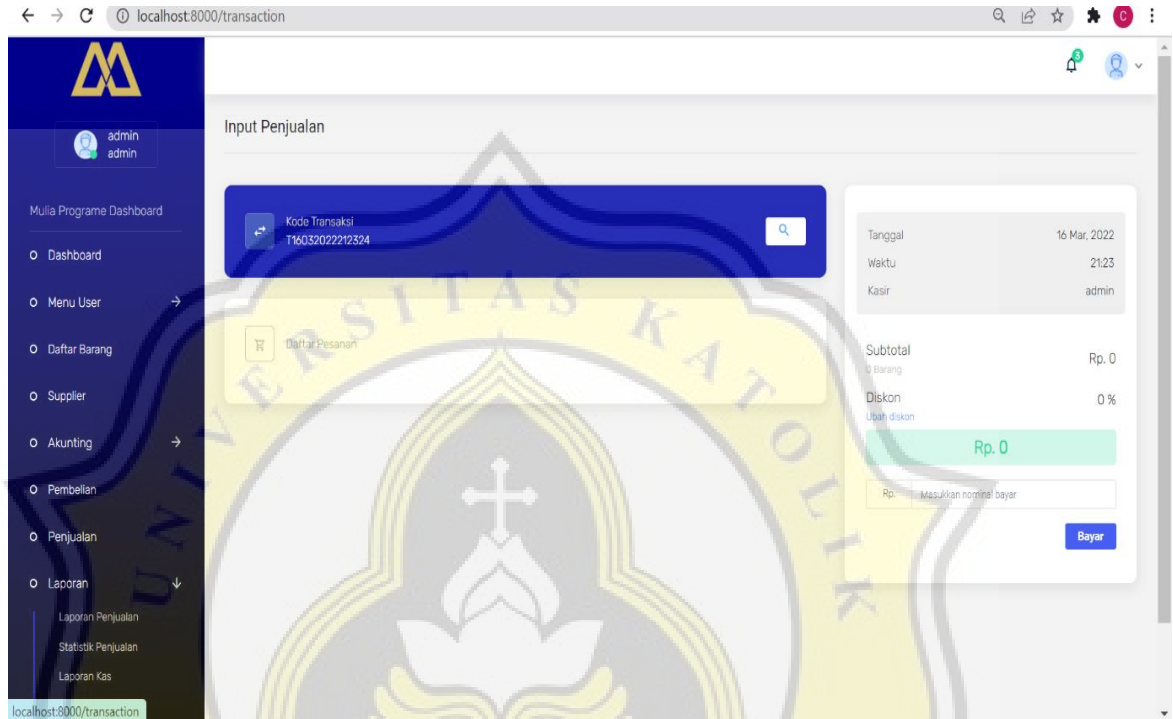 localhost:8000/transaction
C
3
admin
admin
Mulia Programe Dashboard
Dashboard
Menu User
Daftar Barang
Supplier
Akunting
Pembelian
Penjualan
Laporan
Laporan Penjualan
Statistik Penjualan
Laporan Kas
localhost:8000/transaction
Input Penjualan
Kode Transaksi
T16032022212324
Daftar Pesanan
Tanggal 16 Mar, 2022
Waktu 21:23
Kasir admin
Subtotal Rp. 0
0 Barang
Diskon 0 %
Ubah diskon
Rp. 0
Rp. Masukkan nominal bayar
Bayar
UNIVERSITAS KATOLIK